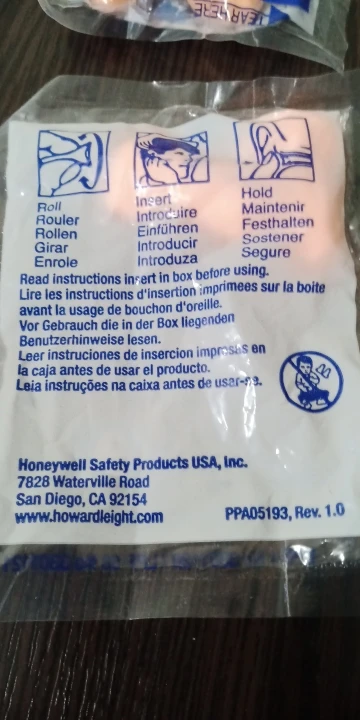 TEAR HERE
Roll
Rouler
Rollen
Girar
Enrole
Insert
Introduire
Einführen
Introducir
Introduza
Hold
Maintenir
Festhalten
Sostener
Segure
Read instructions insert in box before using.
Lire les instructions d'insertion imprimees sur la boite
avant la usage de bouchon d'oreille.
Vor Gebrauch die in der Box liegenden
Benutzerhinweise lesen.
Leer instruciones de insercion impresas en
la caja antes de usar el producto.
Leia instruções na caixa antes de usar-se.
Honeywell Safety Products USA, Inc.
7828 Waterville Road
San Diego, CA 92154
www.howardleight.com
PPA05193, Rev. 1.0